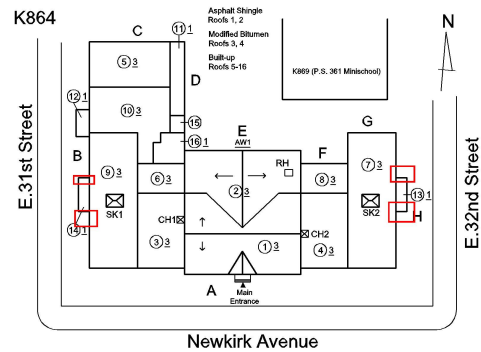 K864
C
Asphalt Shingle
Roofs 1, 2
Modified Bitumen
Roofs 3, 4
Built-up
Roofs 5-16
K869 (P.S. 361 Minischool)
N
11 1
5 3
D
12 1
10 3
15
16 1
E
AW1
F
G
E.31st Street
B
9 3
6 3
RH
8 3
7 3
2 3
13 1
SK1
SK2
H
14 1
CH1
CH2
3 3
1 3
4 3
A
Main
Entrance
E.32nd Street
Newkirk Avenue